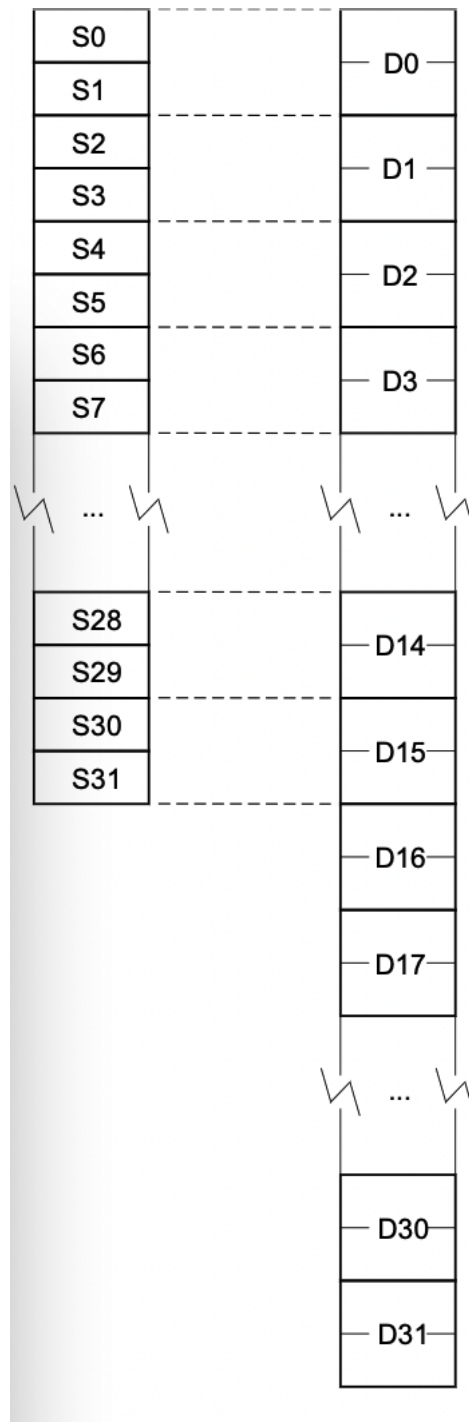 S0
D0
S1
S2
D1
S3
S4
D2
S5
S6
D3
S7
... ...
S28
D14
S29
S30
D15
S31
D16
D17
...
D30
D31